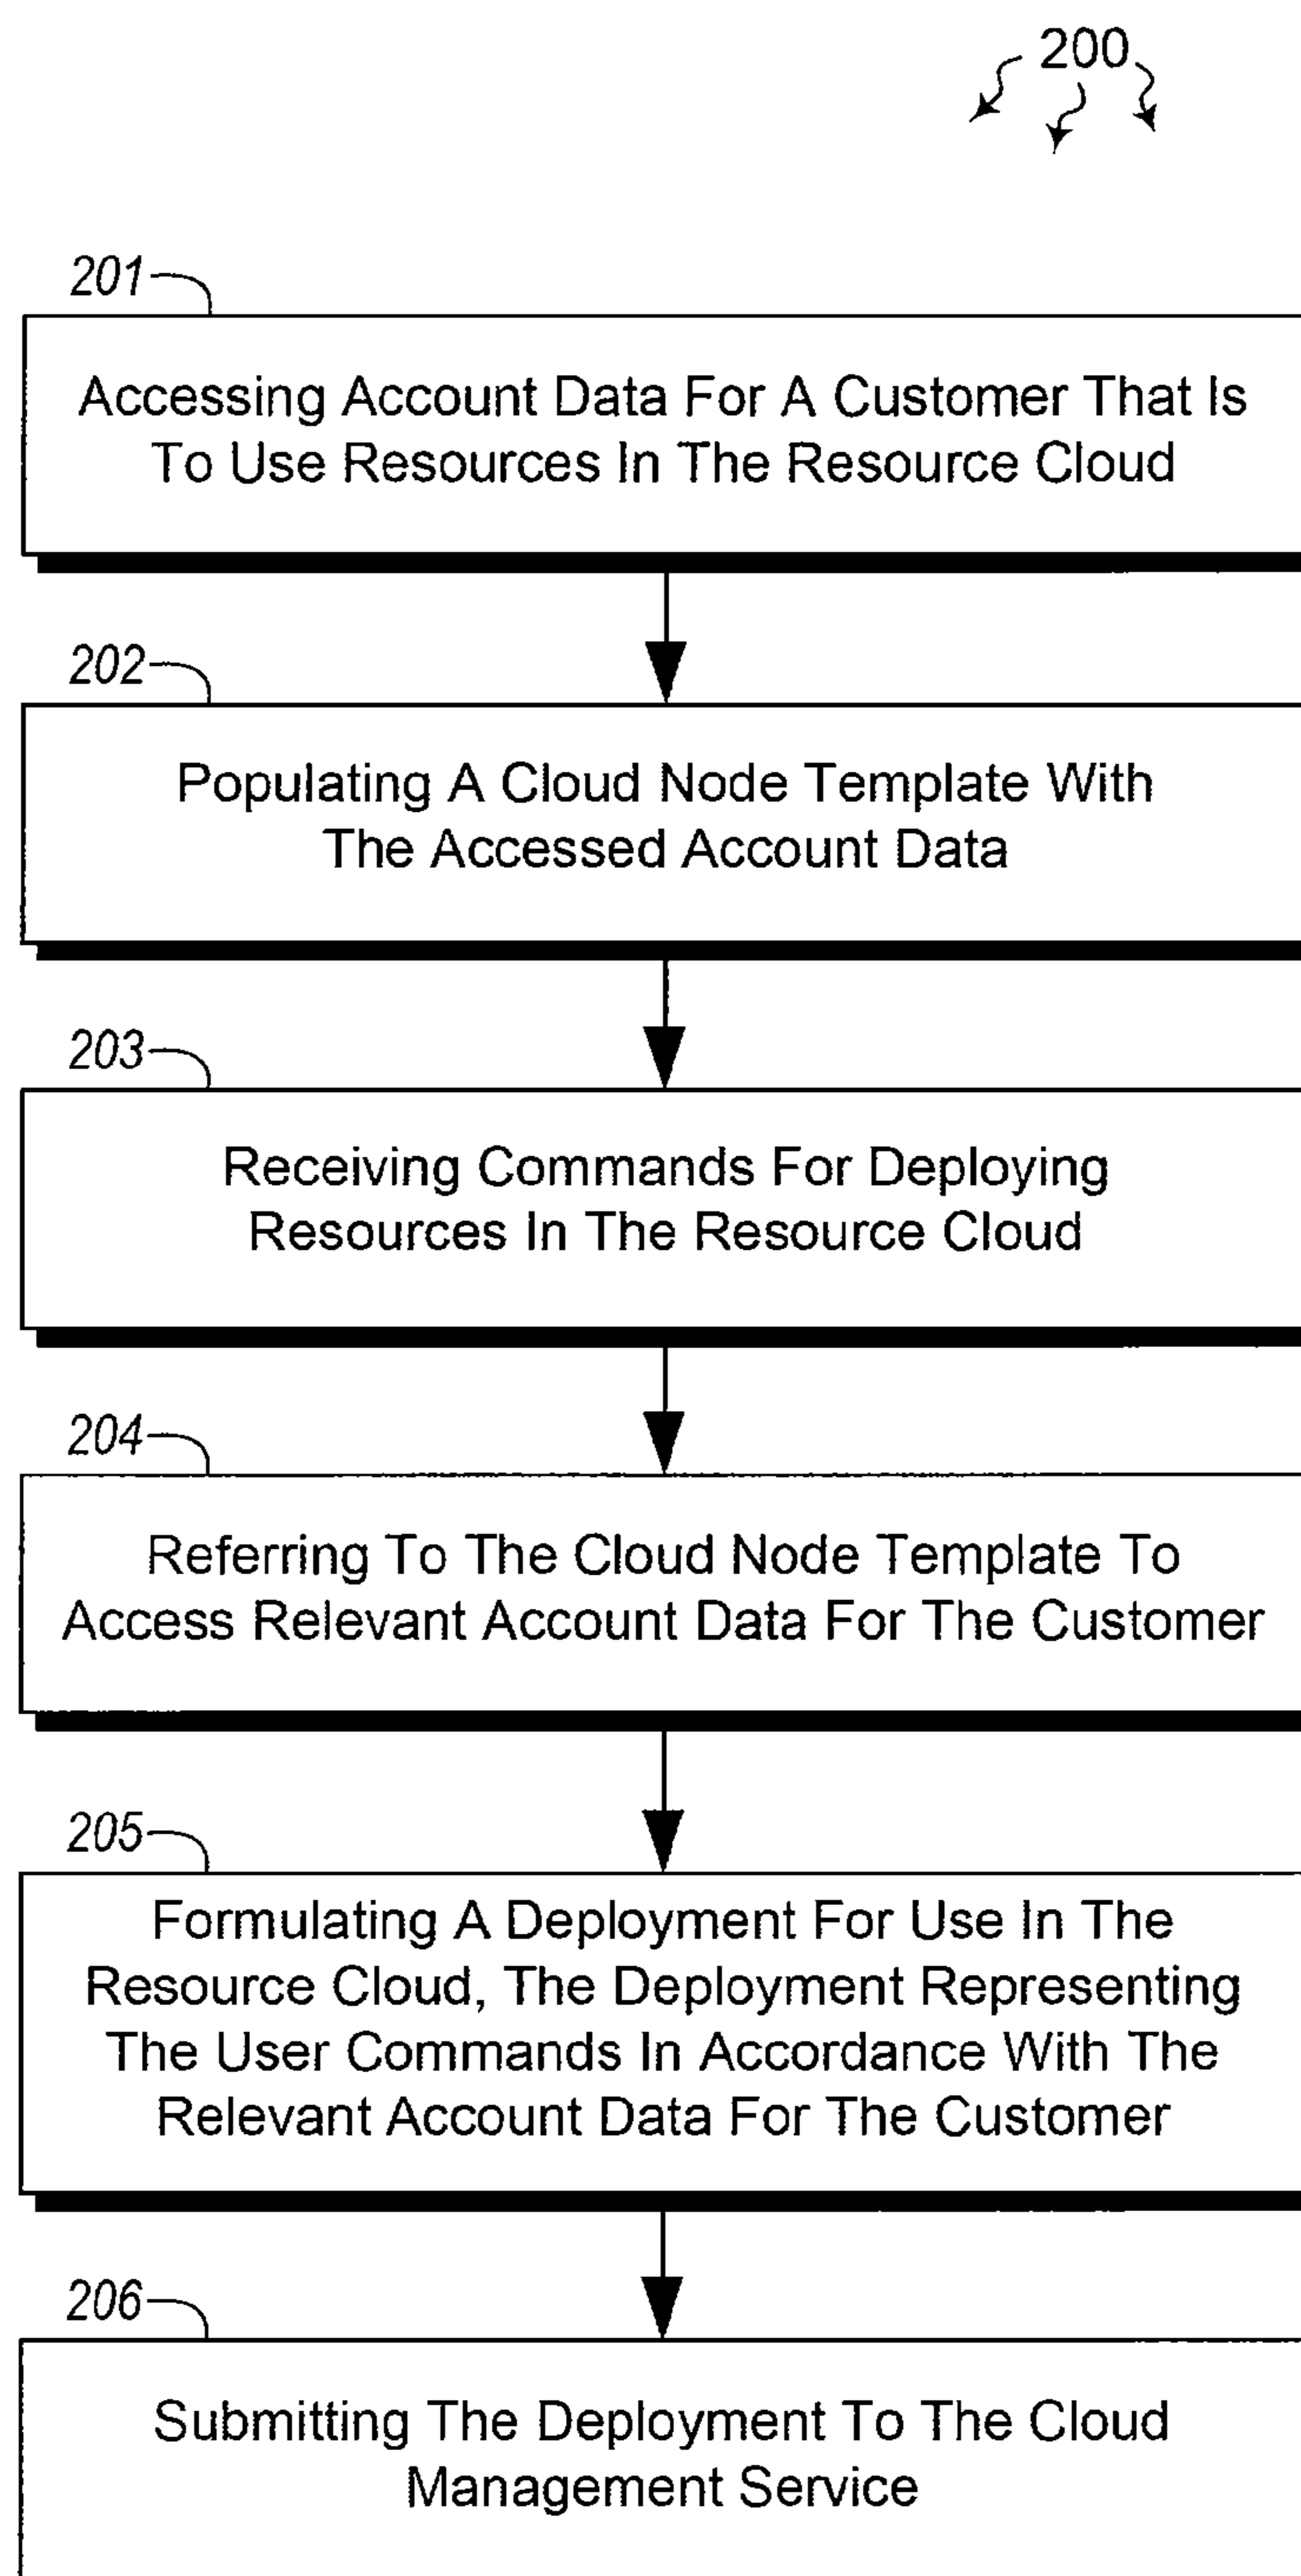 200
201
Accessing Account Data For A Customer That Is
To Use Resources In The Resource Cloud
202
Populating A Cloud Node Template With
The Accessed Account Data
203
Receiving Commands For Deploying
Resources In The Resource Cloud
204
Referring To The Cloud Node Template To
Access Relevant Account Data For The Customer
205
Formulating A Deployment For Use In The
Resource Cloud, The Deployment Representing
The User Commands In Accordance With The
Relevant Account Data For The Customer
206
Submitting The Deployment To The Cloud
Management Service